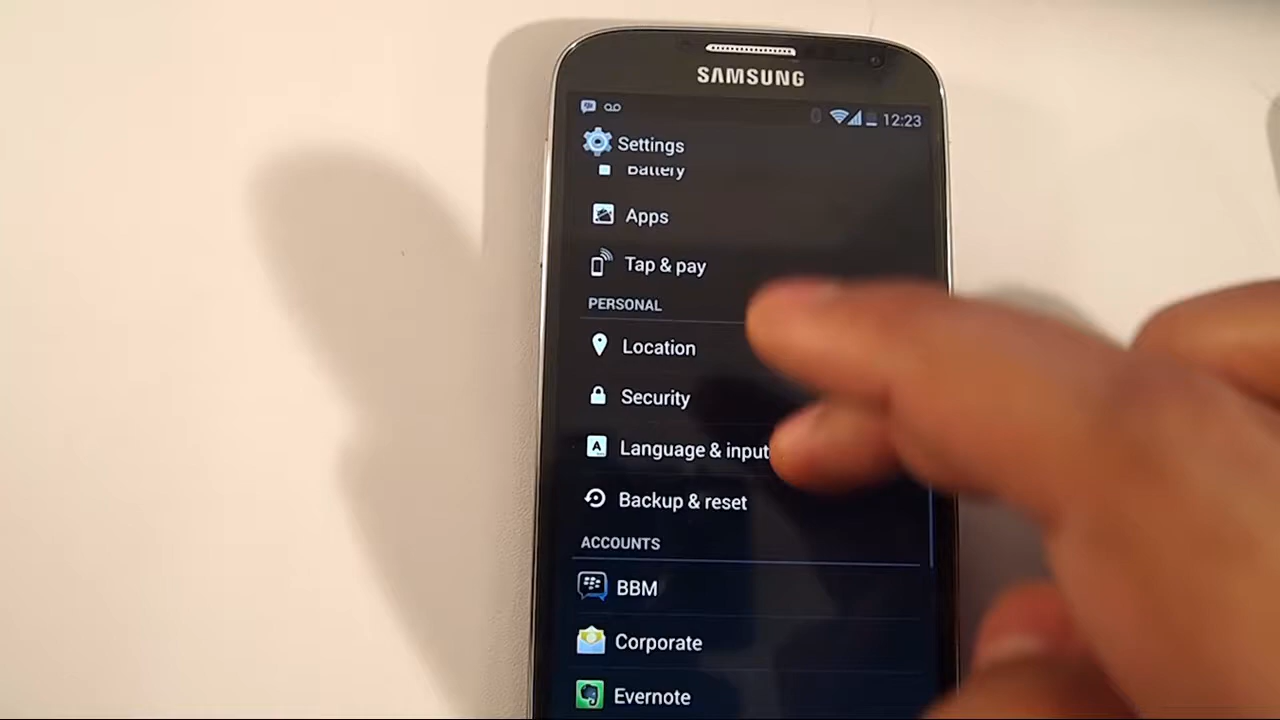 SAMSUNG
12:23
Settings
Battery
Apps
Tap & pay
PERSONAL
Location
Security
Language & input
Backup & reset
ACCOUNTS
BBM
Corporate
Evernote